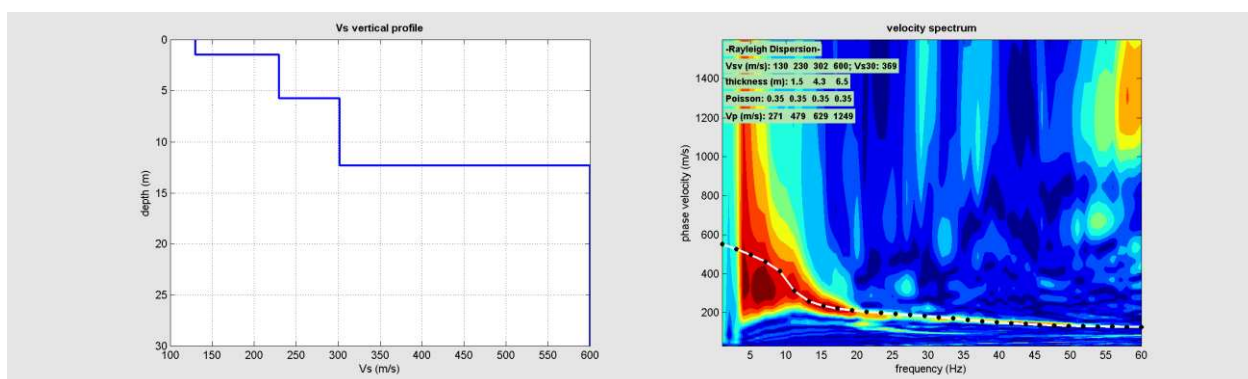 Vs vertical profile
0
5
10
15
20
25
30
depth (m)
100 150 200 250 300 350 400 450 500 550 600
Vs (m/s)
velocity spectrum
-Rayleigh Dispersion-
Vsv (m/s): 130 230 302 600; Vs30: 369
thickness (m): 1.5 4.3 6.5
Poisson: 0.35 0.35 0.35 0.35
Vp (m/s): 271 479 629 1249
1400
1200
1000
800
600
400
200
phase velocity (m/s)
5 10 15 20 25 30 35 40 45 50 55 60
frequency (Hz)